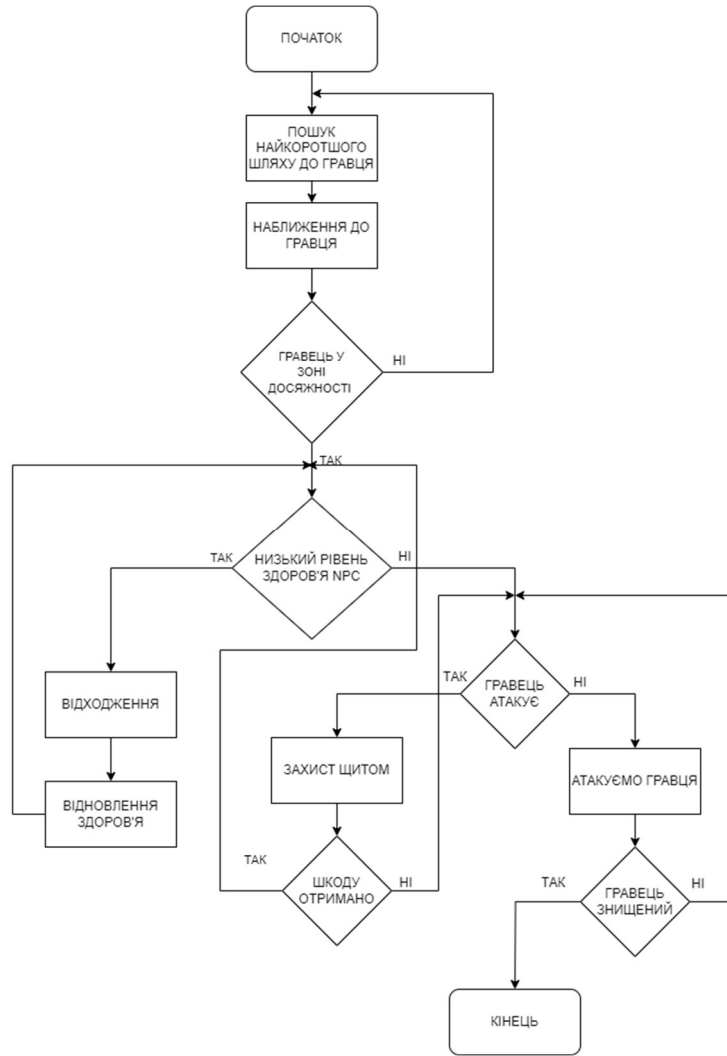 ПОЧАТОК
ПОШУК
НАЙКОРОТШОГО
ШЛЯХУ ДО ГРАВЦЯ
НАБЛИЖЕННЯ ДО
ГРАВЦЯ
ГРАВЕЦЬ У
ЗОНІ
ДОСЯЖНОСТІ
НІ
ТАК
НИЗЬКИЙ РІВЕНЬ
ЗДОРОВ'Я NPC
ТАК
НІ
ВІДХОДЖЕННЯ
ВІДНОВЛЕННЯ
ЗДОРОВ'Я
ГРАВЕЦЬ
АТАКУЄ
ТАК
НІ
ЗАХИСТ ЩИТОМ
АТАКУЄМО ГРАВЦЯ
ШКОДУ
ОТРИМАНО
ТАК
НІ
ГРАВЕЦЬ
ЗНИЩЕНИЙ
ТАК
НІ
КІНЕЦЬ